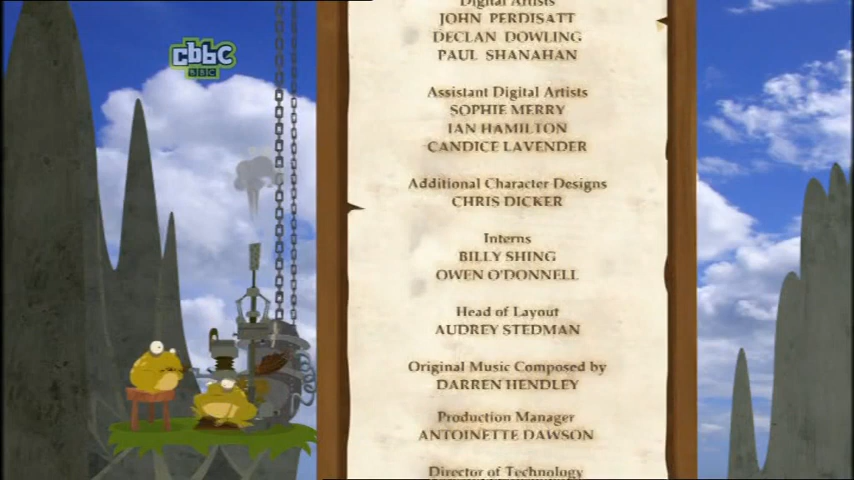 cbbc
BBC
Digital Artists
JOHN PERDISATT
DECLAN DOWLING
PAUL SHANAHAN
Assistant Digital Artists
SOPHIE MERRY
IAN HAMILTON
CANDICE LAVENDER
Additional Character Designs
CHRIS DICKER
Interns
BILLY SHING
OWEN O'DONNELL
Head of Layout
AUDREY STEDMAN
Original Music Composed by
DARREN HENDLEY
Production Manager
ANTOINETTE DAWSON
Director of Technology